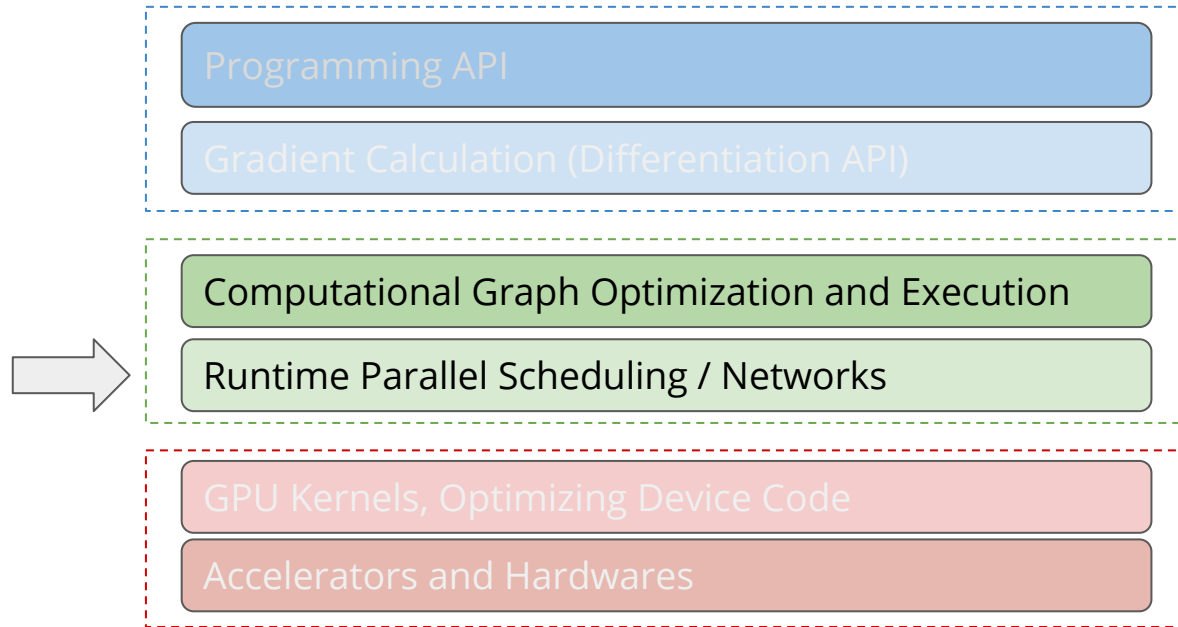 Programming API
Gradient Calculation (Differentiation API)
Computational Graph Optimization and Execution
Runtime Parallel Scheduling / Networks
GPU Kernels, Optimizing Device Code
Accelerators and Hardwares